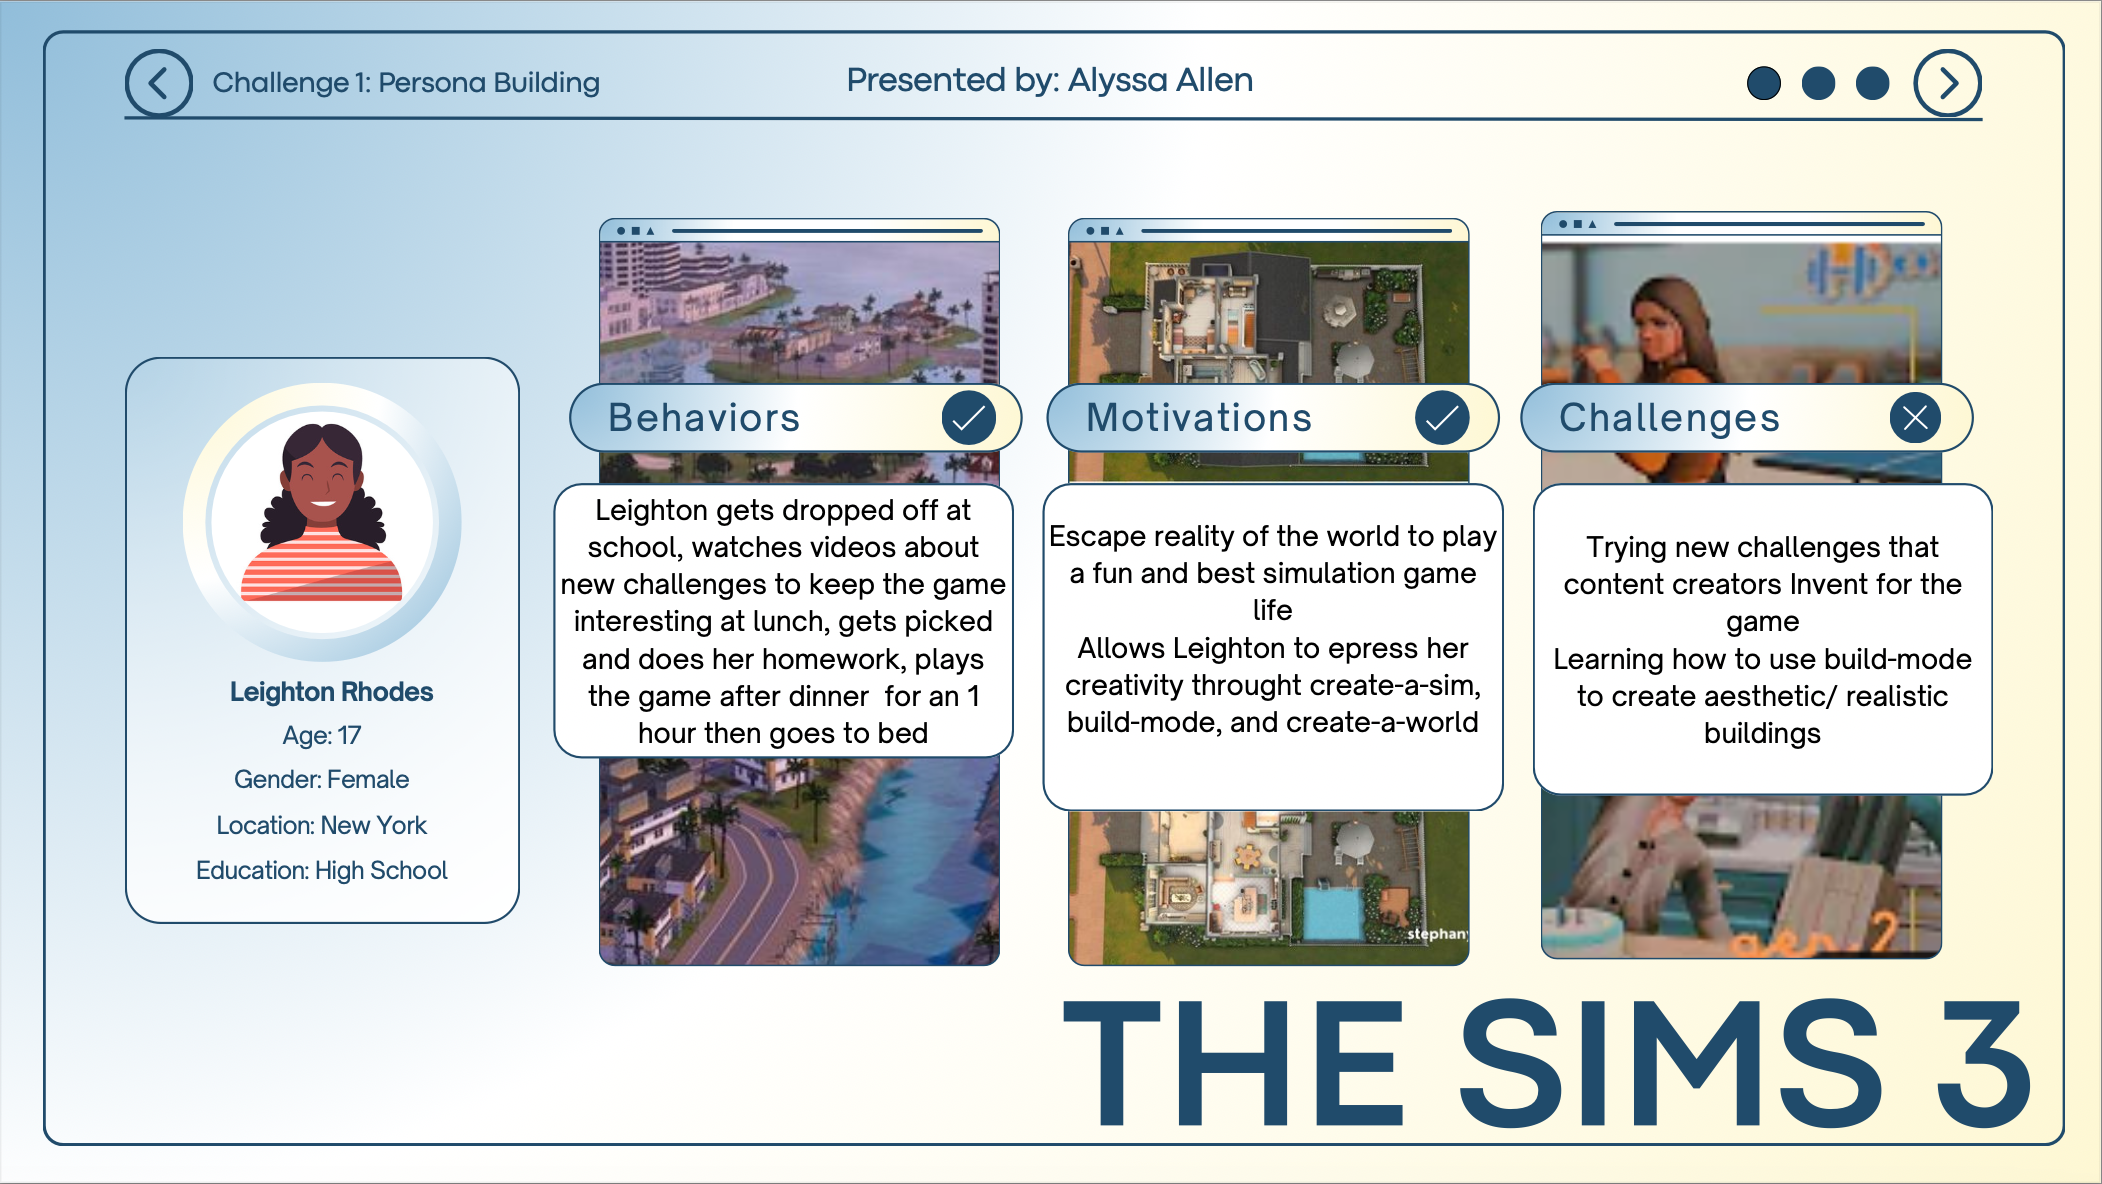 Challenge 1: Persona Building
Presented by: Alyssa Allen
Leighton Rhodes
Age: 17
Gender: Female
Location: New York
Education: High School
Behaviors
Leighton gets dropped off at
school, watches videos about
new challenges to keep the game
interesting at lunch, gets picked
and does her homework, plays
the game after dinner  for an 1
hour then goes to bed
Motivations
Escape reality of the world to play
a fun and best simulation game
life
Allows Leighton to epress her
creativity throught create-a-sim,
build-mode, and create-a-world
stephany
Challenges
Trying new challenges that
content creators Invent for the
game
Learning how to use build-mode
to create aesthetic/ realistic
buildings
gen 2
THE SIMS 3